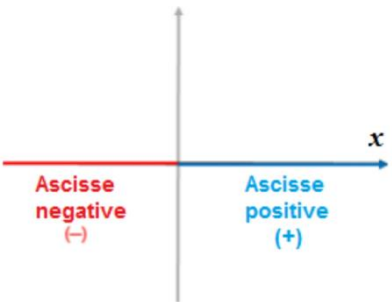 x
Ascisse
negative
(–)
Ascisse
positive
(+)